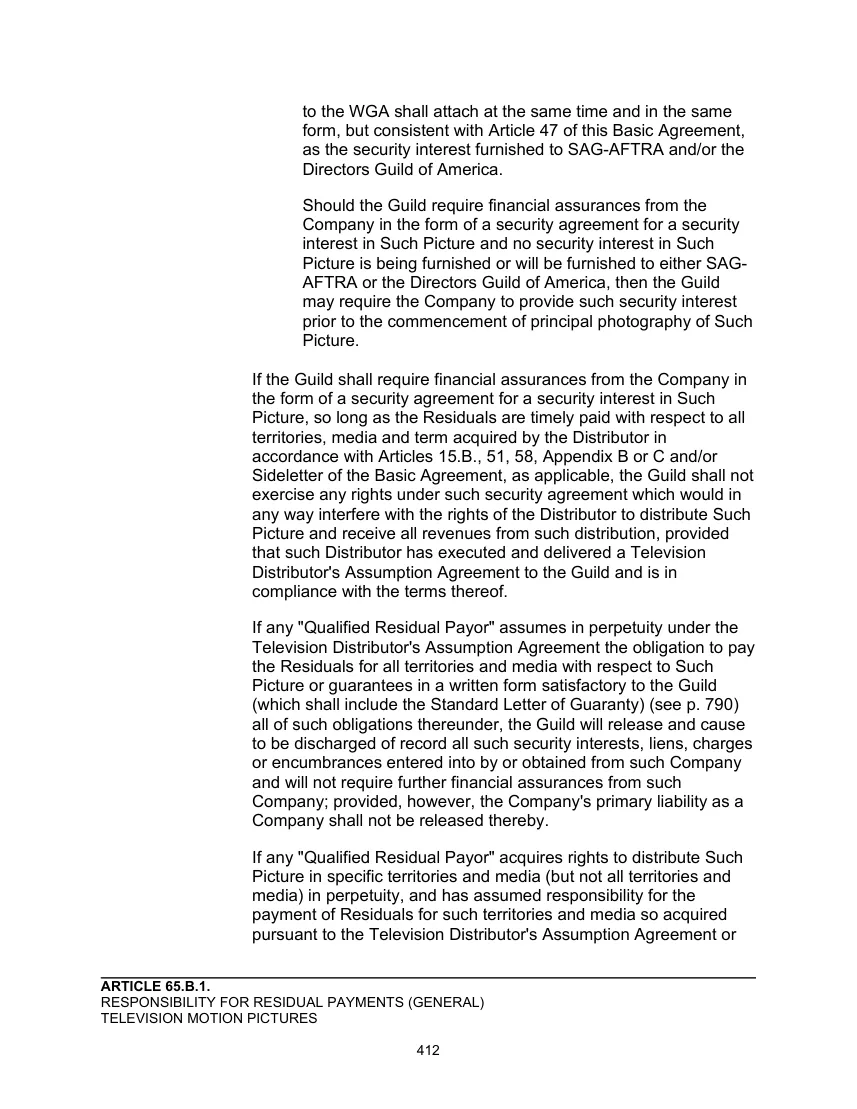 to the WGA shall attach at the same time and in the same
form, but consistent with Article 47 of this Basic Agreement,
as the security interest furnished to SAG-AFTRA and/or the
Directors Guild of America.
Should the Guild require financial assurances from the
Company in the form of a security agreement for a security
interest in Such Picture and no security interest in Such
Picture is being furnished or will be furnished to either SAG-
AFTRA or the Directors Guild of America, then the Guild
may require the Company to provide such security interest
prior to the commencement of principal photography of Such
Picture.
If the Guild shall require financial assurances from the Company in
the form of a security agreement for a security interest in Such
Picture, so long as the Residuals are timely paid with respect to all
territories, media and term acquired by the Distributor in
accordance with Articles 15.B., 51, 58, Appendix B or C and/or
Sideletter of the Basic Agreement, as applicable, the Guild shall not
exercise any rights under such security agreement which would in
any way interfere with the rights of the Distributor to distribute Such
Picture and receive all revenues from such distribution, provided
that such Distributor has executed and delivered a Television
Distributor's Assumption Agreement to the Guild and is in
compliance with the terms thereof.
If any "Qualified Residual Payor" assumes in perpetuity under the
Television Distributor's Assumption Agreement the obligation to pay
the Residuals for all territories and media with respect to Such
Picture or guarantees in a written form satisfactory to the Guild
(which shall include the Standard Letter of Guaranty) (see p. 790)
all of such obligations thereunder, the Guild will release and cause
to be discharged of record all such security interests, liens, charges
or encumbrances entered into by or obtained from such Company
and will not require further financial assurances from such
Company; provided, however, the Company's primary liability as a
Company shall not be released thereby.
If any "Qualified Residual Payor" acquires rights to distribute Such
Picture in specific territories and media (but not all territories and
media) in perpetuity, and has assumed responsibility for the
payment of Residuals for such territories and media so acquired
pursuant to the Television Distributor's Assumption Agreement or
ARTICLE 65.B.1.
RESPONSIBILITY FOR RESIDUAL PAYMENTS (GENERAL)
TELEVISION MOTION PICTURES
412